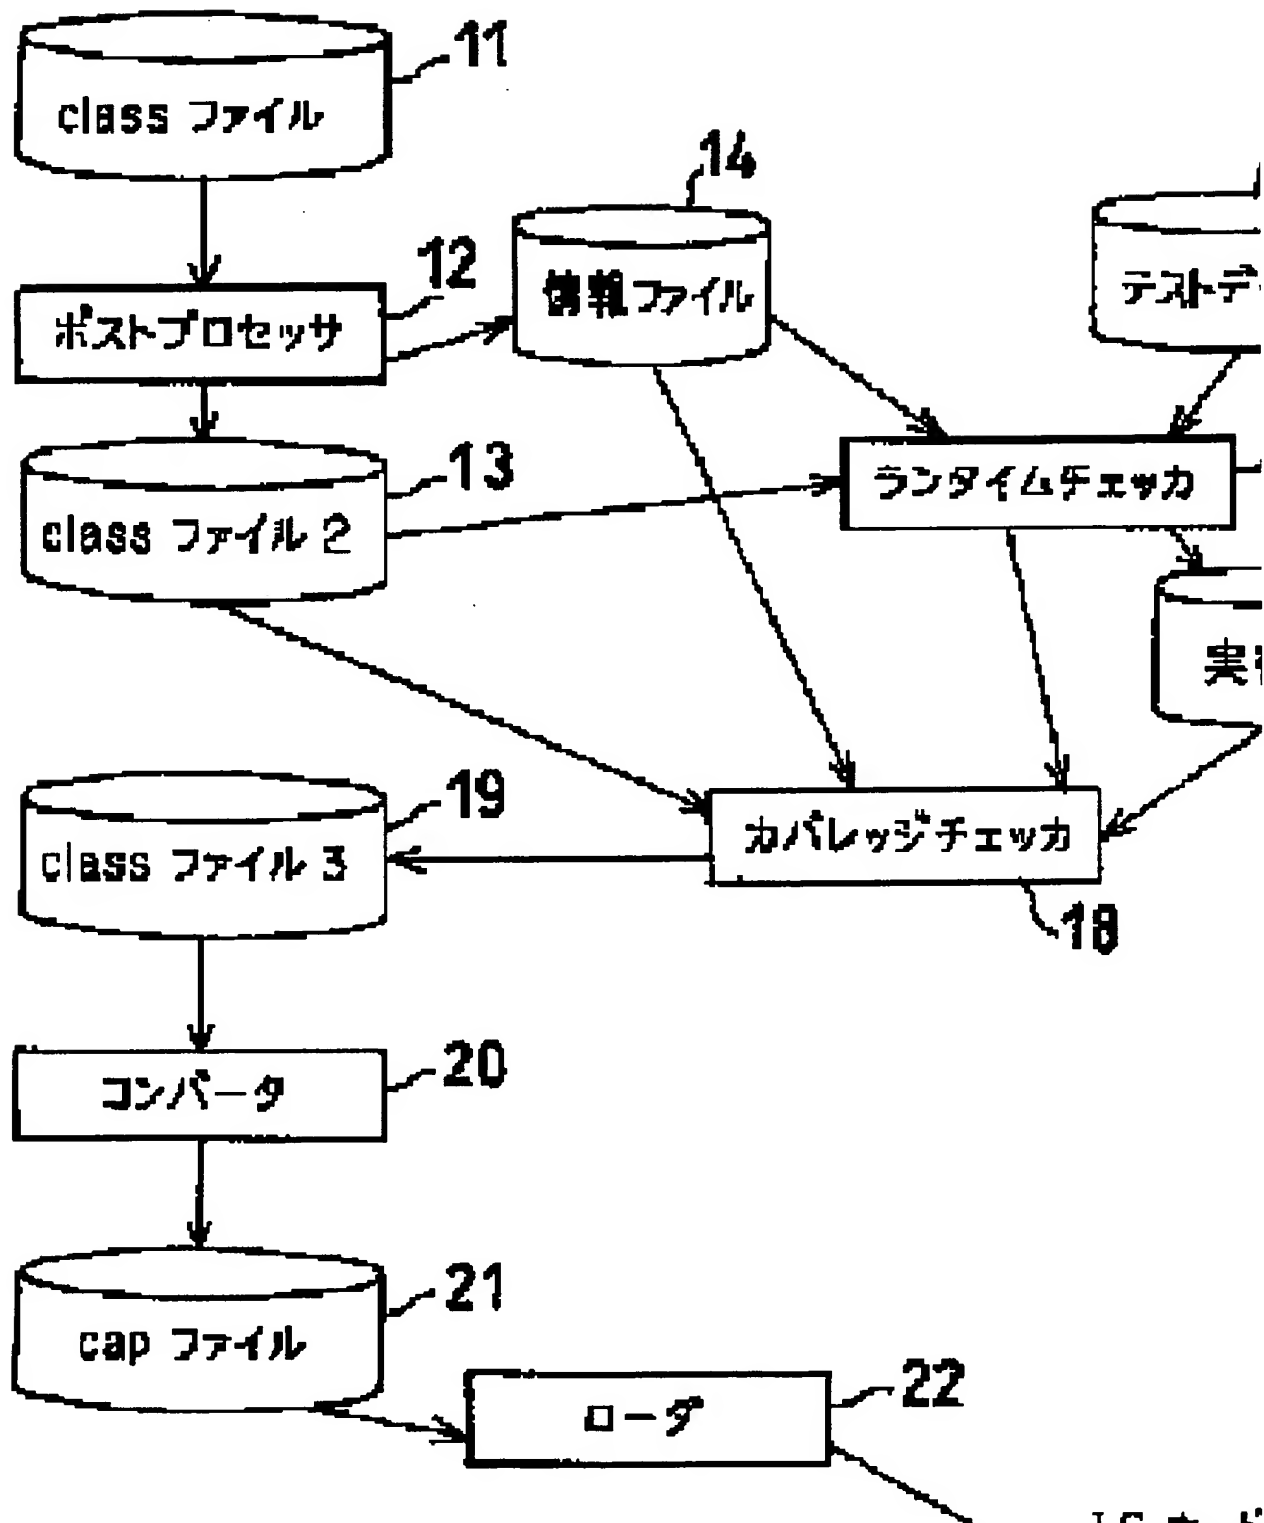 11
class ファイル
14
12
情報ファイル
テストデ
ポストプロセッサ
13
ランタイムチェッカ
class ファイル 2
実
19
カバレッジチェッカ
class ファイル 3
18
20
コンバータ
21
cap ファイル
22
ローダ